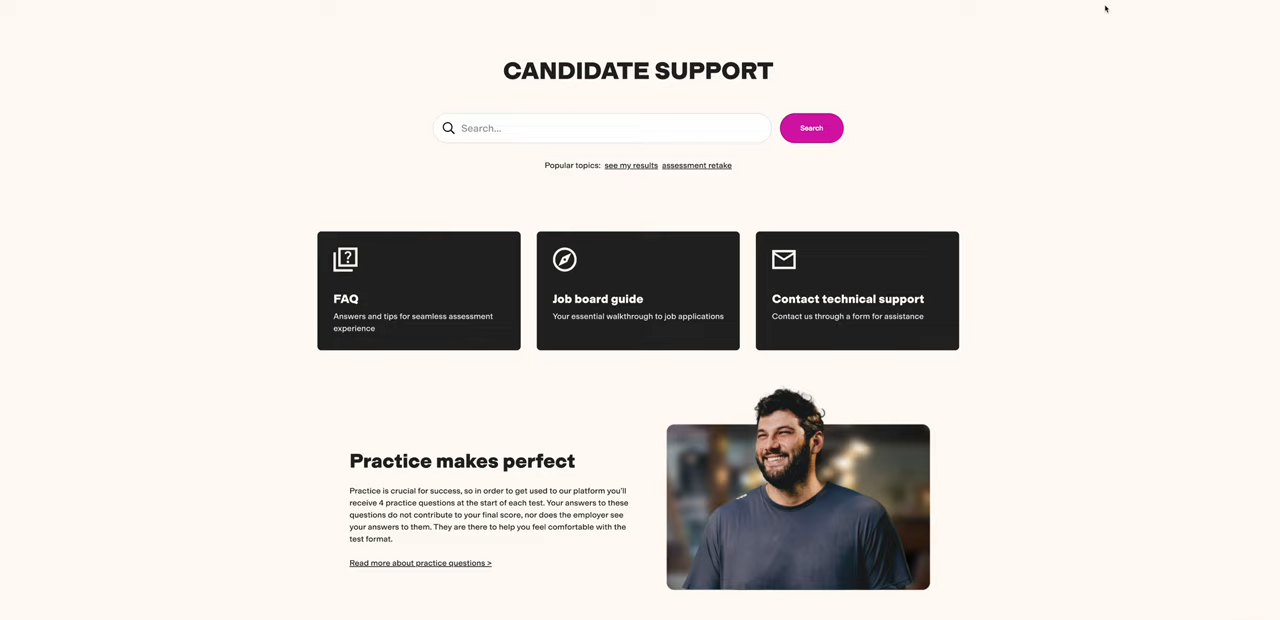 CANDIDATE SUPPORT
Search...
Search
Popular topics: see my results assessment retake
FAQ
Answers and tips for seamless assessment
experience
Job board guide
Your essential walkthrough to job applications
Contact technical support
Contact us through a form for assistance
Practice makes perfect
Practice is crucial for success, so in order to get used to our platform you'll
receive 4 practice questions at the start of each test. Your answers to these
questions do not contribute to your final score, nor does the employer see
your answers to them. They are there to help you feel comfortable with the
test format.
Read more about practice questions >